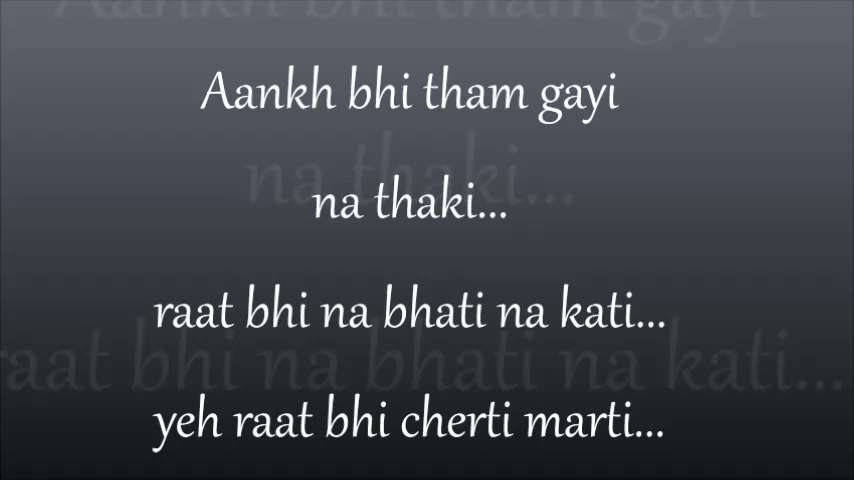 Aankh bhi tham gayi
na thaki...
raat bhi na bhati na kati...
yeh raat bhi cherti marti...